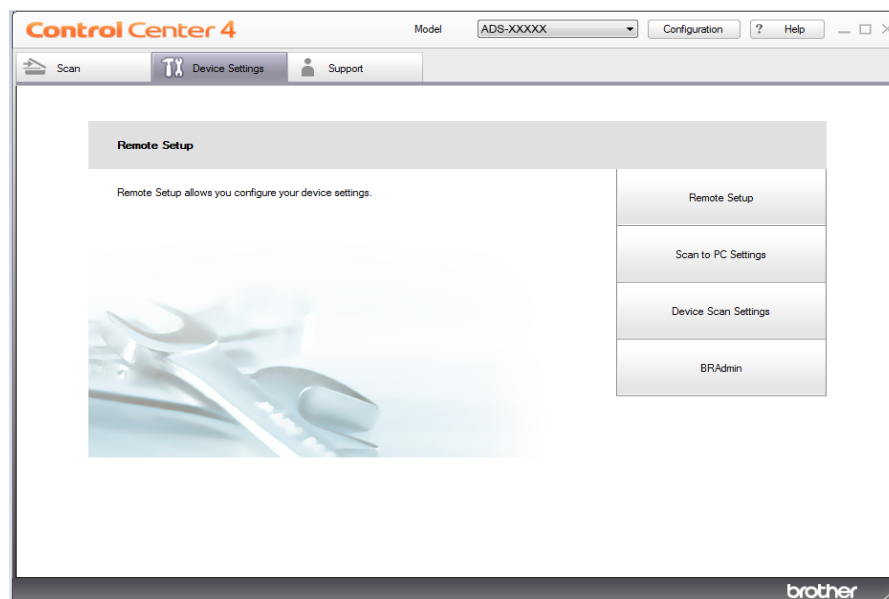 Control Center 4
Model
ADS-XXXXX
Configuration
? Help
Scan
Device Settings
Support
Remote Setup
Remote Setup allows you configure your device settings.
Remote Setup
Scan to PC Settings
Device Scan Settings
BRAdmin
brother